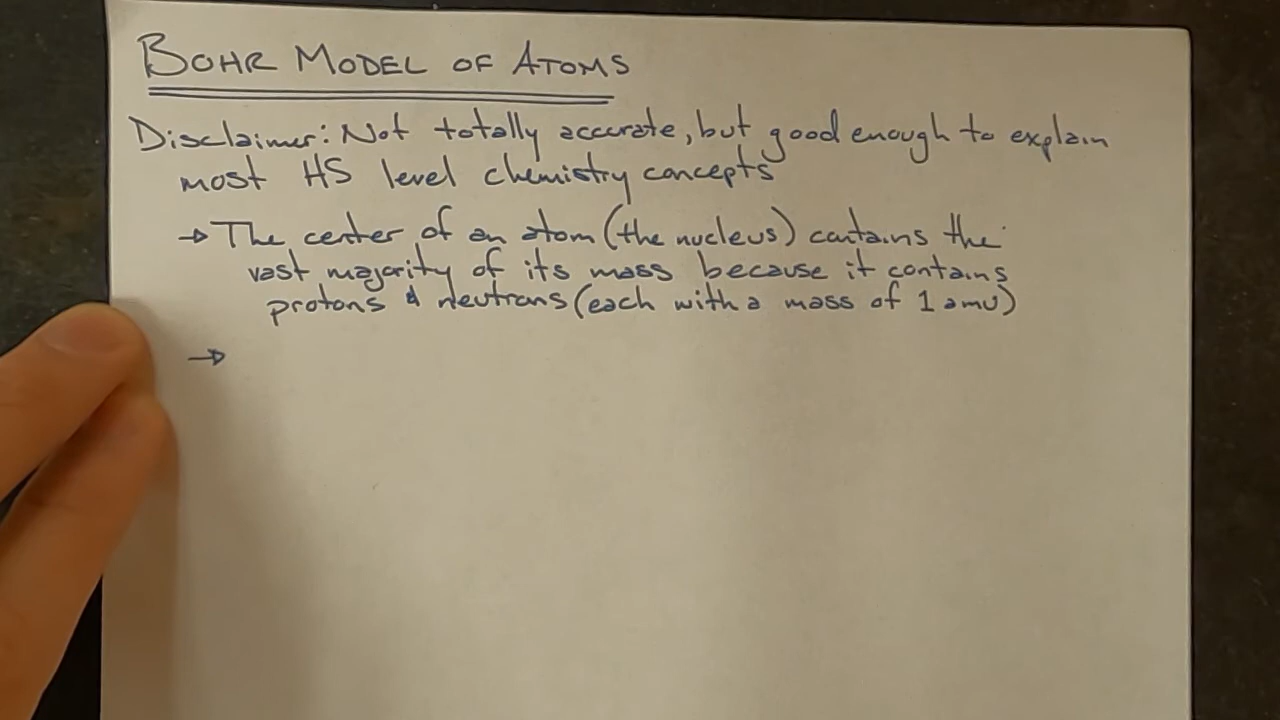 BOHR MODEL OF ATOMS
Disclaimer: Not totally accurate, but good enough to explain
most HS level chemistry concepts
→ The center of an atom (the nucleus) contains the
vast majority of its mass because it contains
protons & neutrons (each with a mass of 1 amu)
→